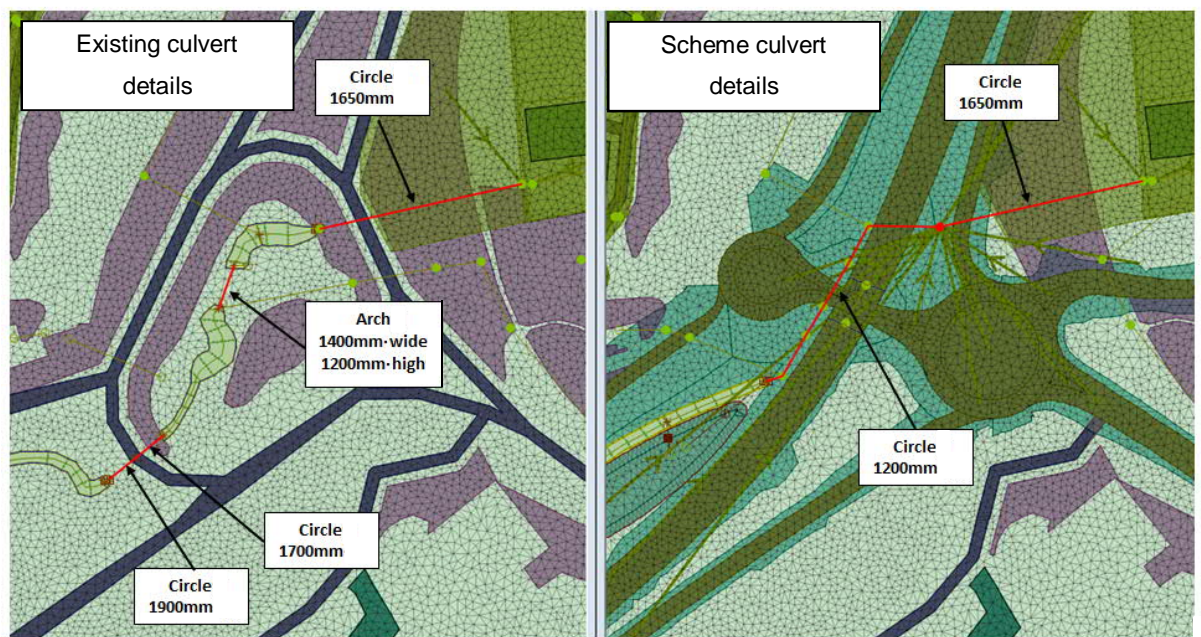 Existing culvert
details
Circle
1650mm
Arch
1400mm·wide
1200mm·high
Circle
1700mm
Circle
1900mm
Scheme culvert
details
Circle
1650mm
Circle
1200mm